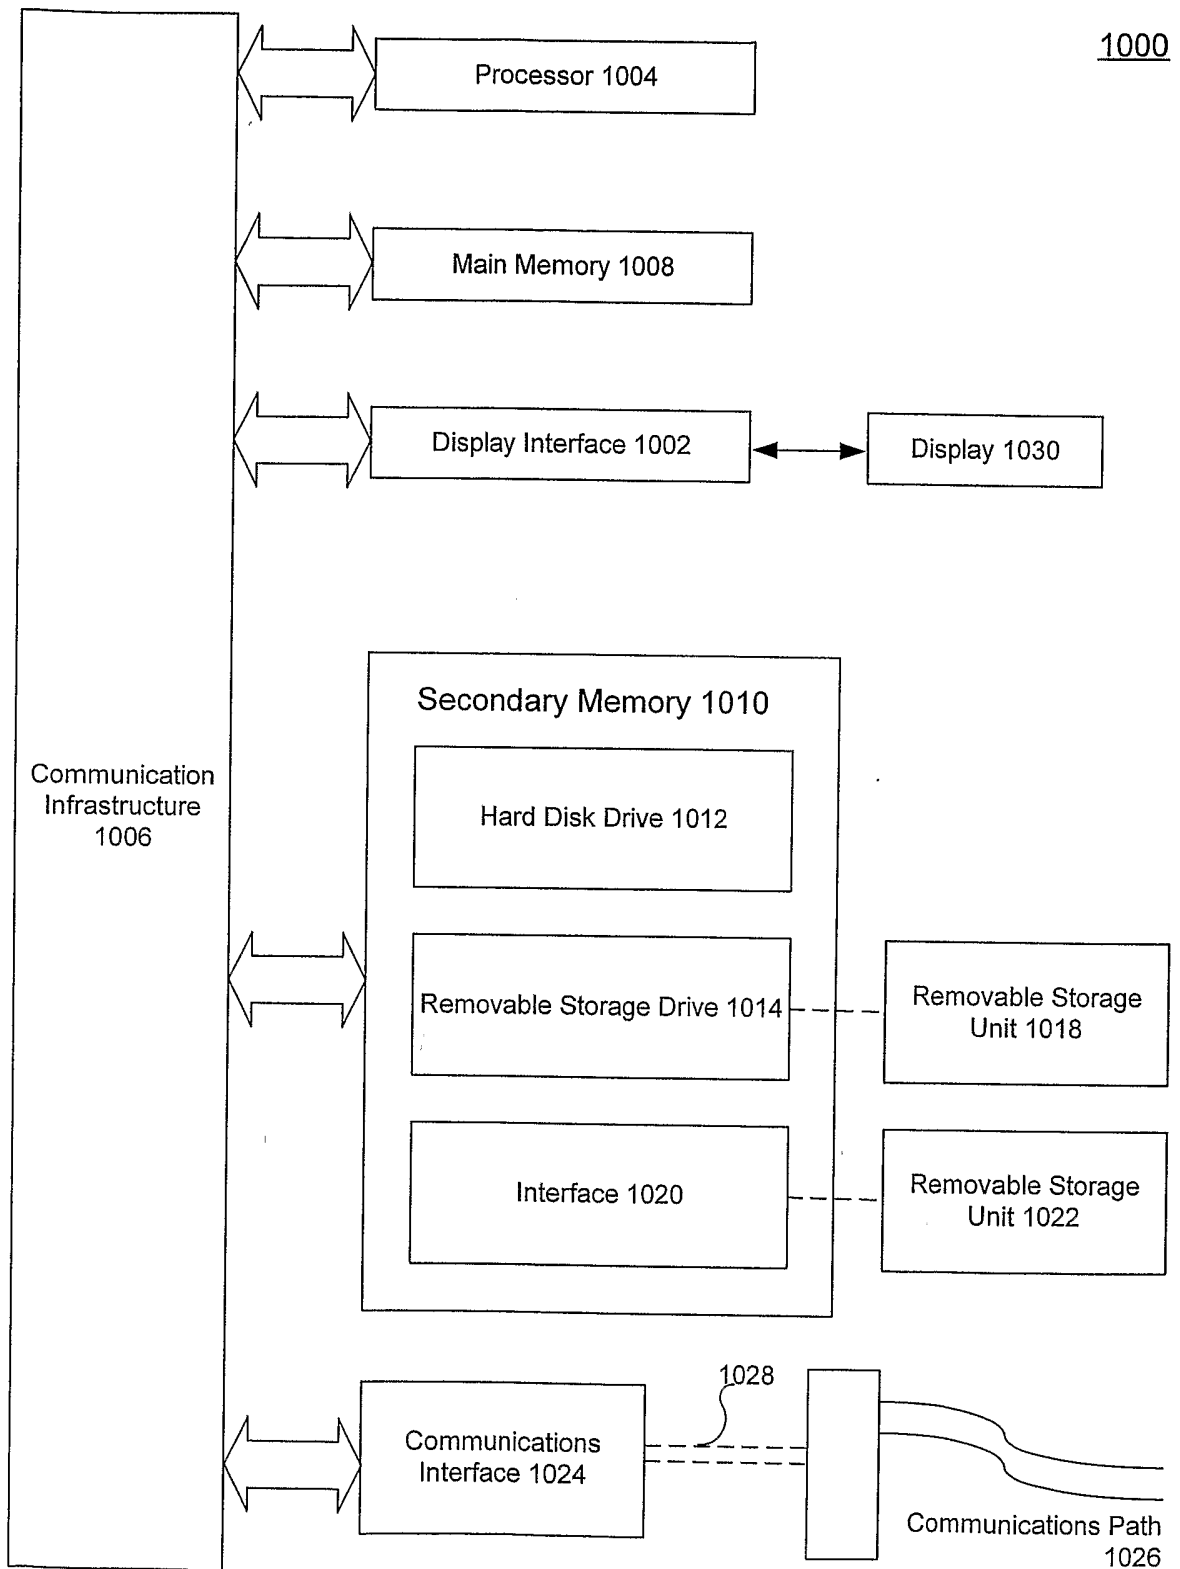 1000
Processor 1004
Main Memory 1008
Display Interface 1002
Display 1030
Secondary Memory 1010
Communication
Infrastructure
1006
Hard Disk Drive 1012
Removable Storage Drive 1014
Removable Storage
Unit 1018
Interface 1020
Removable Storage
Unit 1022
1028
Communications
Interface 1024
Communications Path
1026